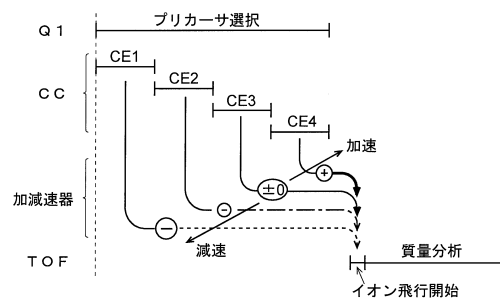 Q1
プリカーサ選択
CE1
CE2
CC
CE3
CE4
加速
+
±0
加減速器
-
-
減速
TOF
質量分析
イオン飛行開始